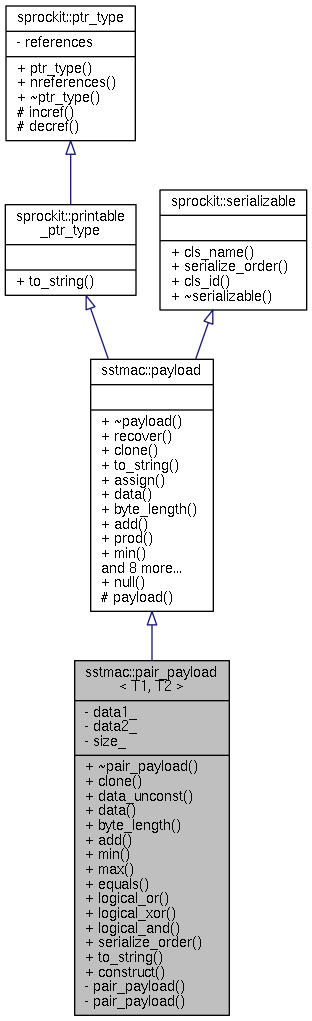 sprockit::ptr_type
- references
+ ptr_type()
+ nreferences()
+ ~ptr_type()
# incref()
# decref()
sprockit::printable
_ptr_type
+ to_string()
sprockit::serializable
+ cls_name()
+ serialize_order()
+ cls_id()
+ ~serializable()
sstmac::payload
+ ~payload()
+ recover()
+ clone()
+ to_string()
+ assign()
+ data()
+ byte_length()
+ add()
+ prod()
+ min()
and 8 more...
+ null()
# payload()
sstmac::pair_payload
< T1, T2 >
- data1_
- data2_
- size_
+ ~pair_payload()
+ clone()
+ data_unconst()
+ data()
+ byte_length()
+ add()
+ min()
+ max()
+ equals()
+ logical_or()
+ logical_xor()
+ logical_and()
+ serialize_order()
+ to_string()
+ construct()
- pair_payload()
- pair_payload()